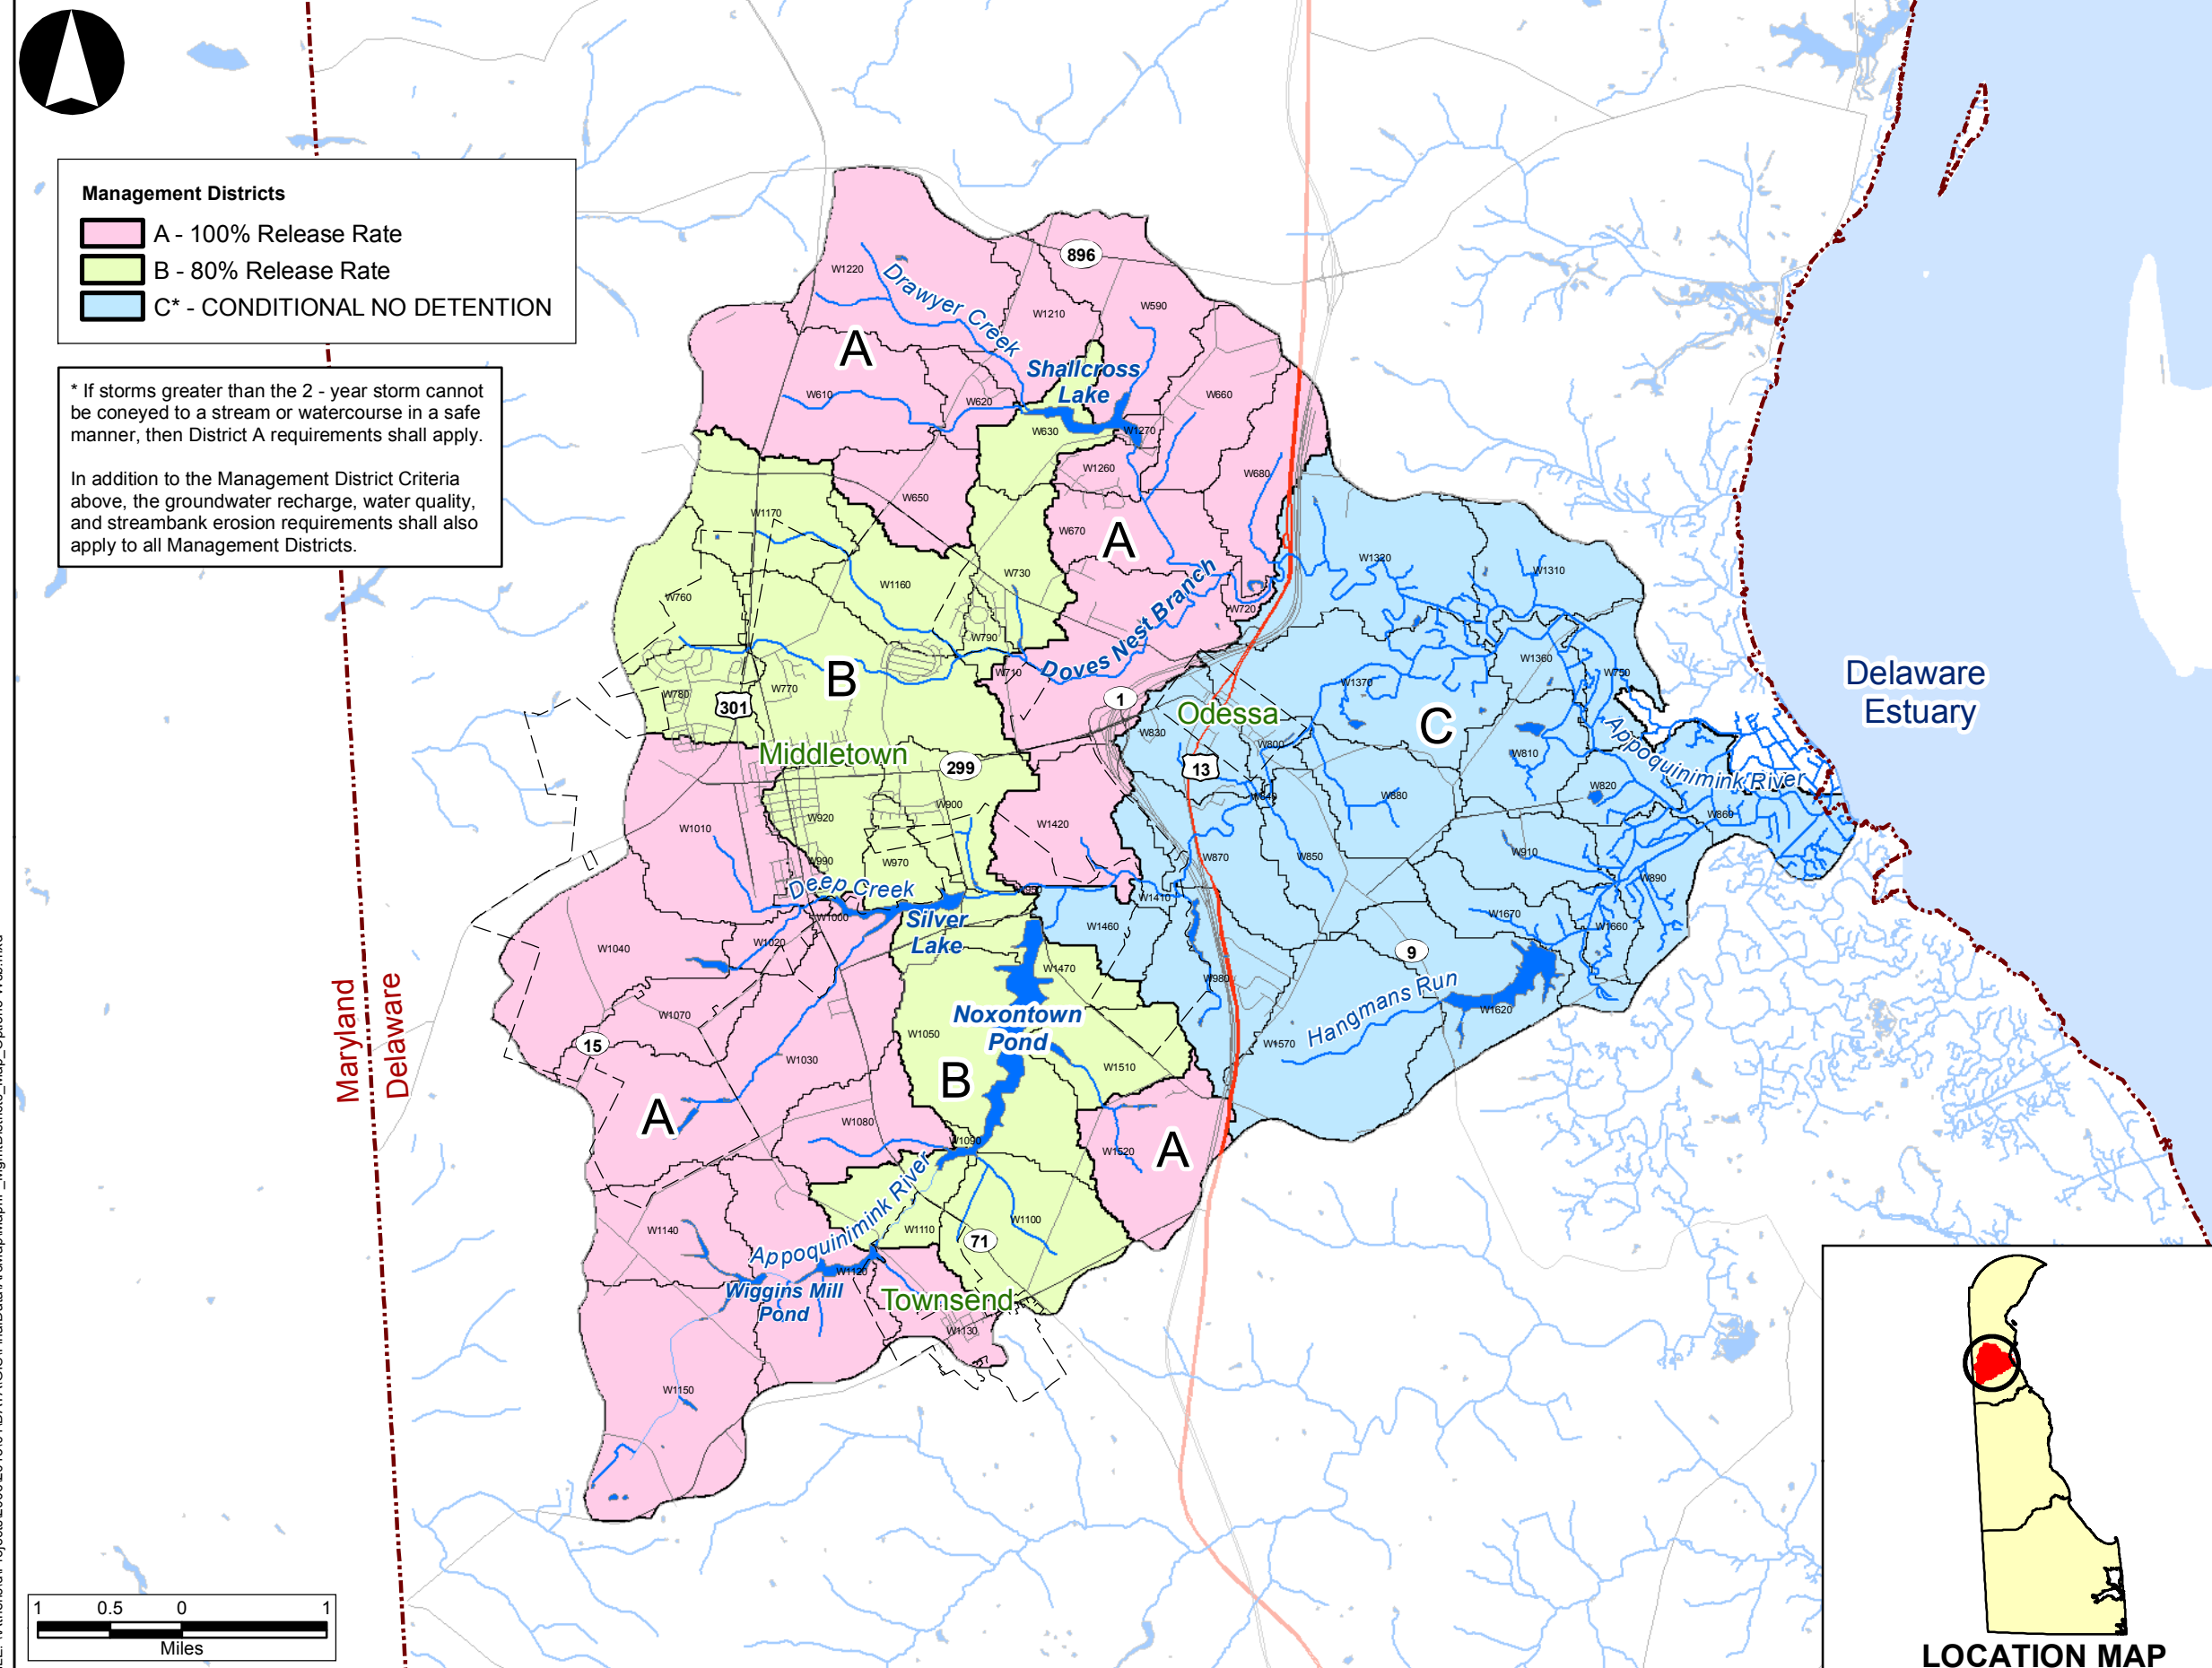 Management Districts
A - 100% Release Rate
B - 80% Release Rate
C* - CONDITIONAL NO DETENTION
* If storms greater than the 2 - year storm cannot
be coneyed to a stream or watercourse in a safe
manner, then District A requirements shall apply.
In addition to the Management District Criteria
above, the groundwater recharge, water quality,
and streambank erosion requirements shall also
apply to all Management Districts.
896
W1220
Drawyer Creek
W1210
W590
A
Shallcross
Lake
W610
W620
W660
W630
W1270
W1260
W680
W650
W1170
W670
A
W1320
W1310
W1160
W730
W760
Doves Nest Branch
W720
W790
W710
W1360
W750
W780
W770
B
301
1
W1370
C
Delaware
Estuary
Odessa
W830
W800
Middletown
299
13
W810
Appoquinimink River
W820
W860
W840
W880
W900
W920
W1010
W1420
W990
W970
W870
W850
W910
W890
Deep Creek
W950
W1410
W1000
Silver
Lake
W1460
W1670
W1660
W1040
W1020
9
W1470
W980
Maryland
Delaware
W1070
15
W1050
Noxontown
Pond
Hangmans Run
W1620
W1030
W1570
W1510
B
A
W1080
W1090
W1520
A
Appoquinimink River
W1140
W1110
W1100
71
W1120
Wiggins Mill
Pond
Townsend
W1130
W1150
1 0.5 0 1
Miles
LOCATION MAP